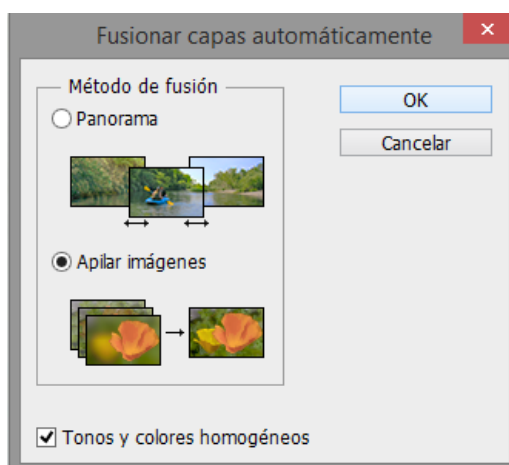 Fusionar capas automáticamente
Método de fusión
Panorama
Apilar imágenes
OK
Cancelar
Tonos y colores homogéneos